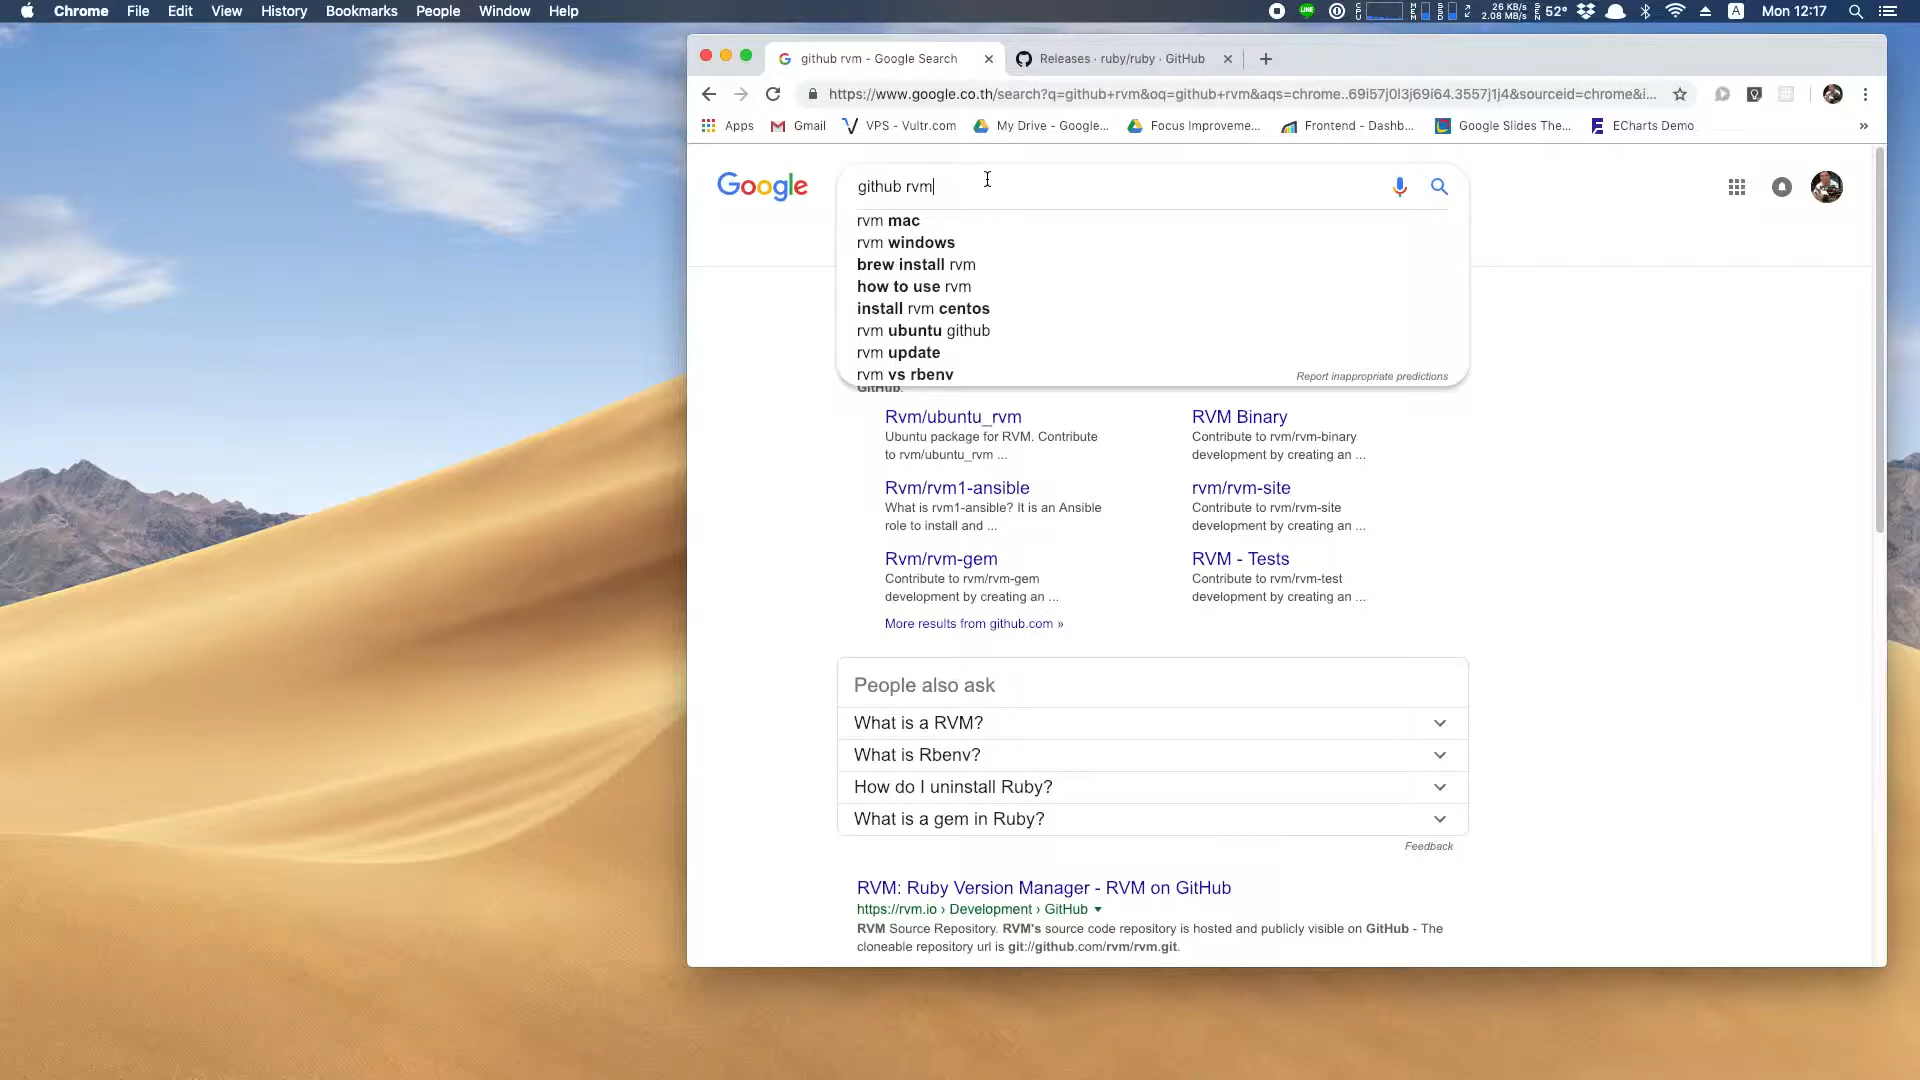 Chrome File Edit View History Bookmarks People Window Help
26 KB/s
2.08 MB/s
52°
A
Mon 12:17
github rvm - Google Search
Releases · ruby/ruby · GitHub
https://www.google.co.th/search?q=github+rvm&oq=github+rvm&aqs=chrome..69i57j0l3j69i64.3557j1j4&sourceid=chrome&i...
Apps Gmail VPS - Vultr.com My Drive - Google... Focus Improveme... Frontend - Dashb... Google Slides The... ECharts Demo »
Google
github rvm
rvm mac
rvm windows
brew install rvm
how to use rvm
install rvm centos
rvm ubuntu github
rvm update
rvm vs rbenv
Report inappropriate predictions
GitHub.
Rvm/ubuntu_rvm
Ubuntu package for RVM. Contribute
to rvm/ubuntu_rvm ...
RVM Binary
Contribute to rvm/rvm-binary
development by creating an ...
Rvm/rvm1-ansible
What is rvm1-ansible? It is an Ansible
role to install and ...
rvm/rvm-site
Contribute to rvm/rvm-site
development by creating an ...
Rvm/rvm-gem
Contribute to rvm/rvm-gem
development by creating an ...
RVM - Tests
Contribute to rvm/rvm-test
development by creating an ...
More results from github.com »
People also ask
What is a RVM?
What is Rbenv?
How do I uninstall Ruby?
What is a gem in Ruby?
Feedback
RVM: Ruby Version Manager - RVM on GitHub
https://rvm.io › Development › GitHub
RVM Source Repository. RVM's source code repository is hosted and publicly visible on GitHub - The
cloneable repository url is git://github.com/rvm/rvm.git.